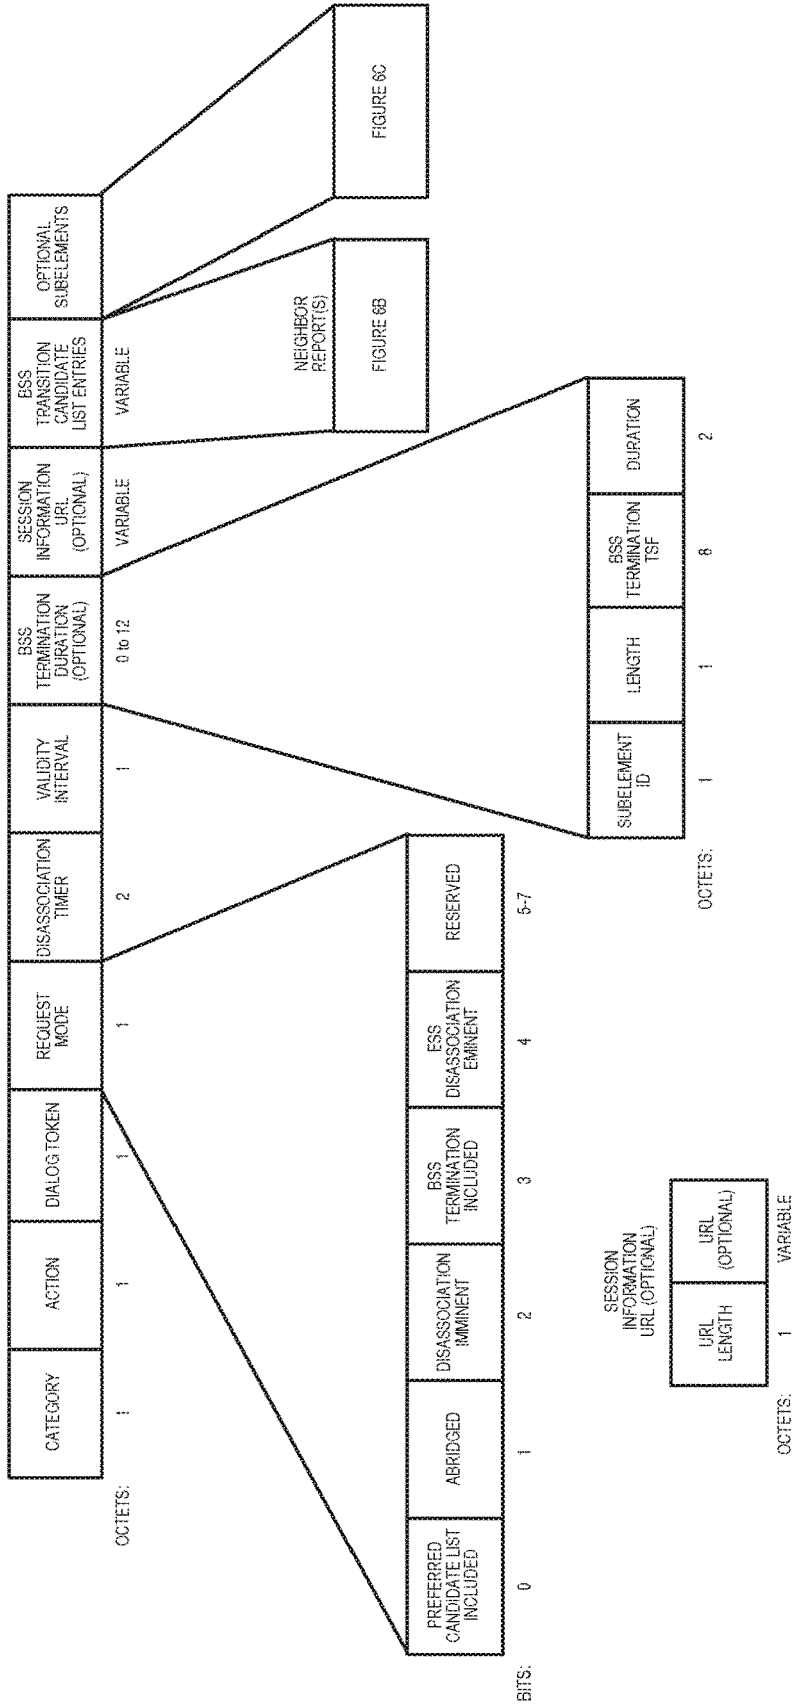 CATEGORY
ACTION
DIALOG TOKEN
REQUEST
MODE
DISASSOCIATION
TIMER
VALIDITY
INTERVAL
BSS
TERMINATION
DURATION
(OPTIONAL)
SESSION
INFORMATION
URL
(OPTIONAL)
BSS
TRANSITION
CANDIDATE
LIST ENTRIES
OPTIONAL
SUBELEMENTS
OCTETS:
1
1
1
1
2
1
0 to 12
VARIABLE
VARIABLE
NEIGHBOR
REPORT(S)
FIGURE 6B
FIGURE 6C
PREFERRED
CANDIDATE LIST
INCLUDED
ABRIDGED
DISASSOCIATION
IMMINENT
BSS
TERMINATION
INCLUDED
ESS
DISASSOCIATION
EMINENT
RESERVED
BITS:
0
1
2
3
4
5-7
SUBELEMENT
ID
LENGTH
BSS
TERMINATION
TSF
DURATION
OCTETS:
1
1
8
2
SESSION
INFORMATION
URL (OPTIONAL)
URL
LENGTH
URL
(OPTIONAL)
OCTETS:
1
VARIABLE